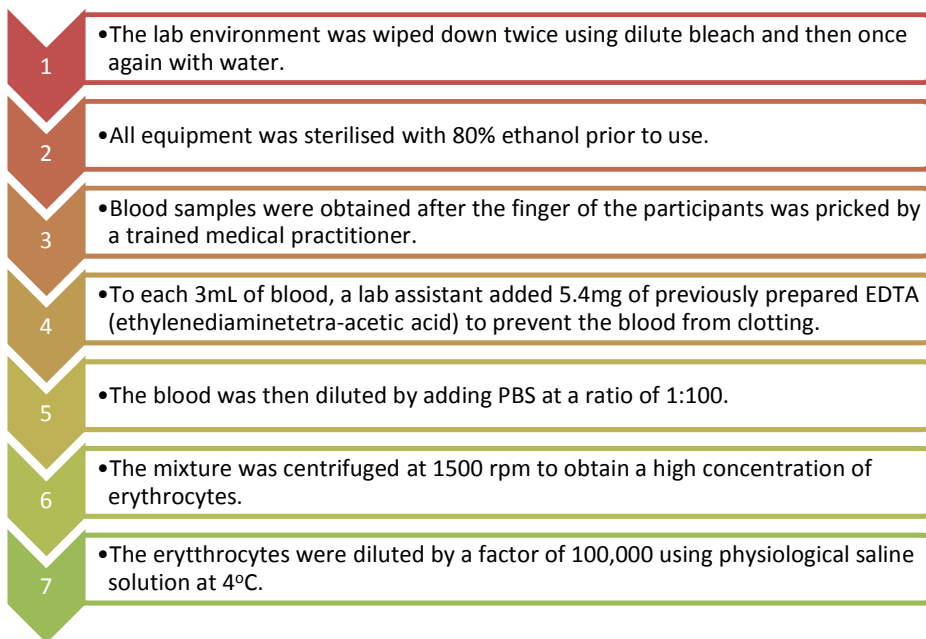 1
•The lab environment was wiped down twice using dilute bleach and then once
again with water.
2
•All equipment was sterilised with 80% ethanol prior to use.
3
•Blood samples were obtained after the finger of the participants was pricked by
a trained medical practitioner.
4
•To each 3mL of blood, a lab assistant added 5.4mg of previously prepared EDTA
(ethylenediaminetetra-acetic acid) to prevent the blood from clotting.
5
•The blood was then diluted by adding PBS at a ratio of 1:100.
6
•The mixture was centrifuged at 1500 rpm to obtain a high concentration of
erythrocytes.
7
•The erytthrocytes were diluted by a factor of 100,000 using physiological saline
solution at 4°C.